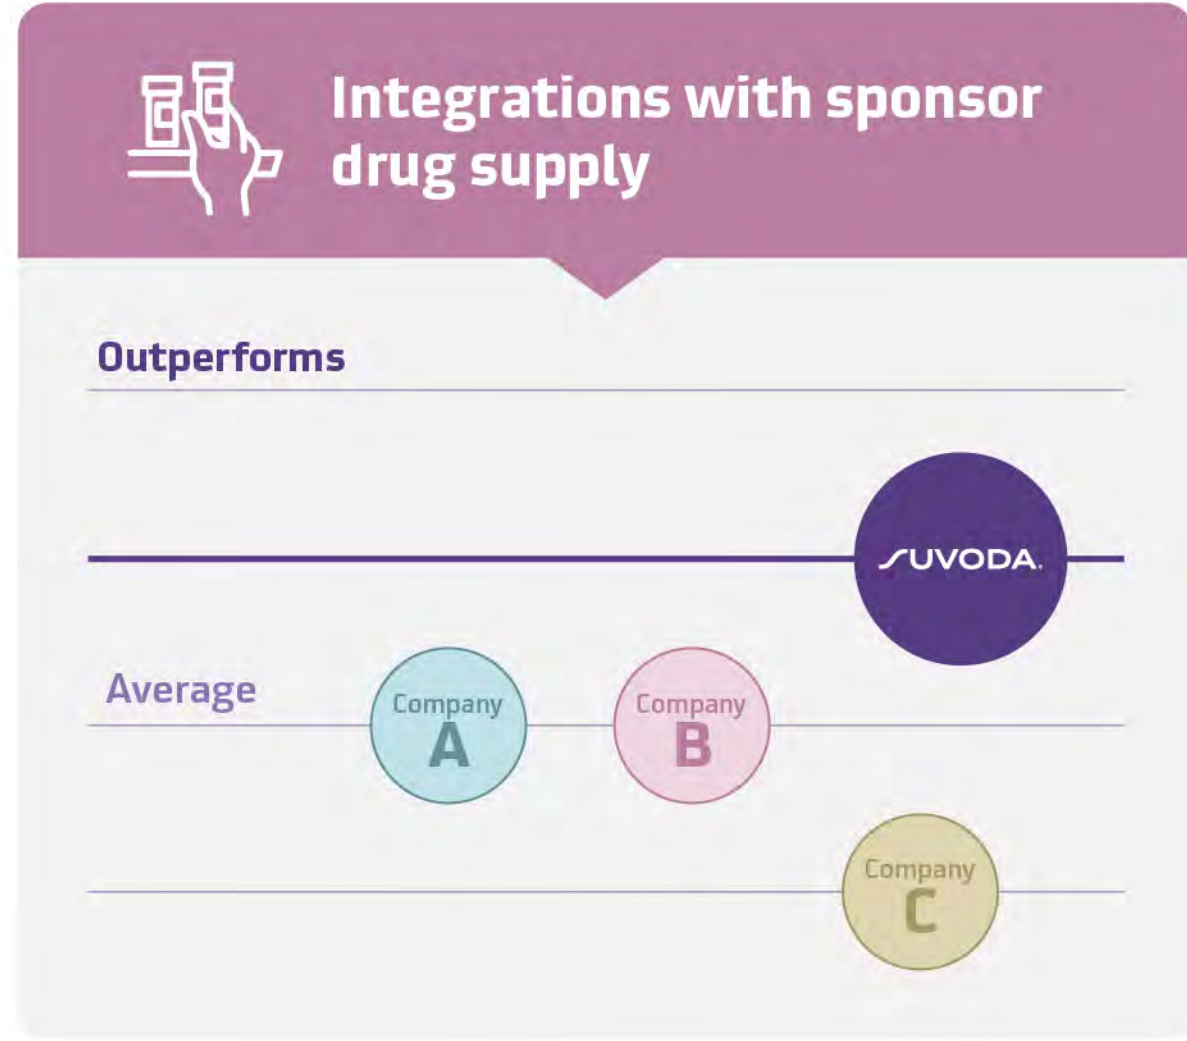 Integrations with sponsor
drug supply
Outperforms
SUVODA.
Average
Company
A
Company
B
Company
C